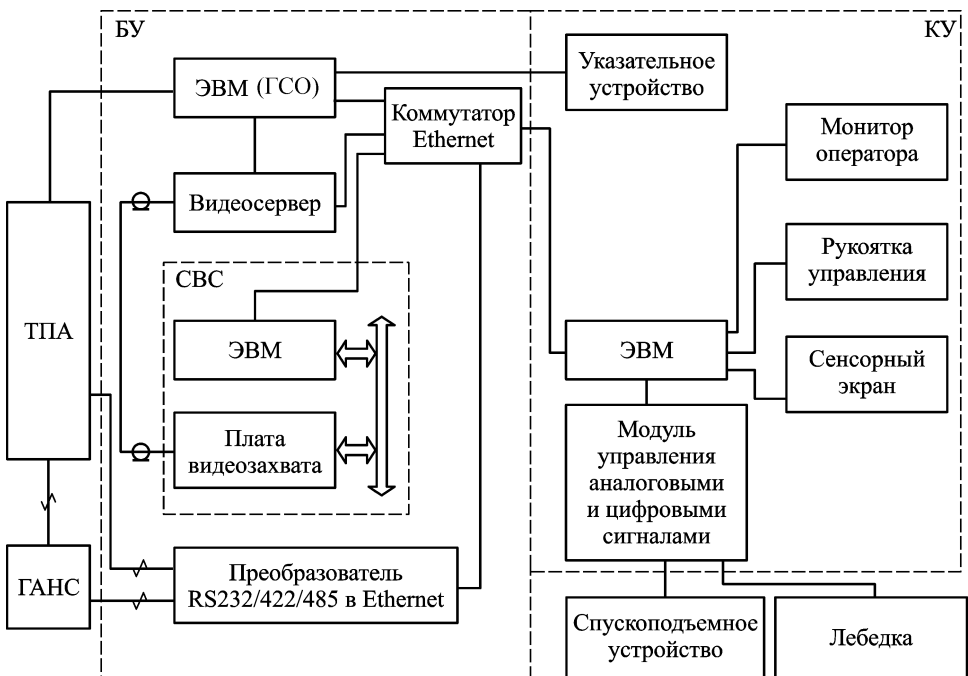 БУ
КУ
ЭВМ (ГСО)
Указательное
устройство
Коммутатор
Ethernet
Монитор
оператора
Видеосервер
Рукоятка
управления
СВС
ТПА
ЭВМ
ЭВМ
Сенсорный
экран
Плата
видеозахвата
Модуль
управления
аналоговыми
и цифровыми
сигналами
ГАНС
Преобразователь
RS232/422/485 в Ethernet
Спускоподъемное
устройство
Лебедка